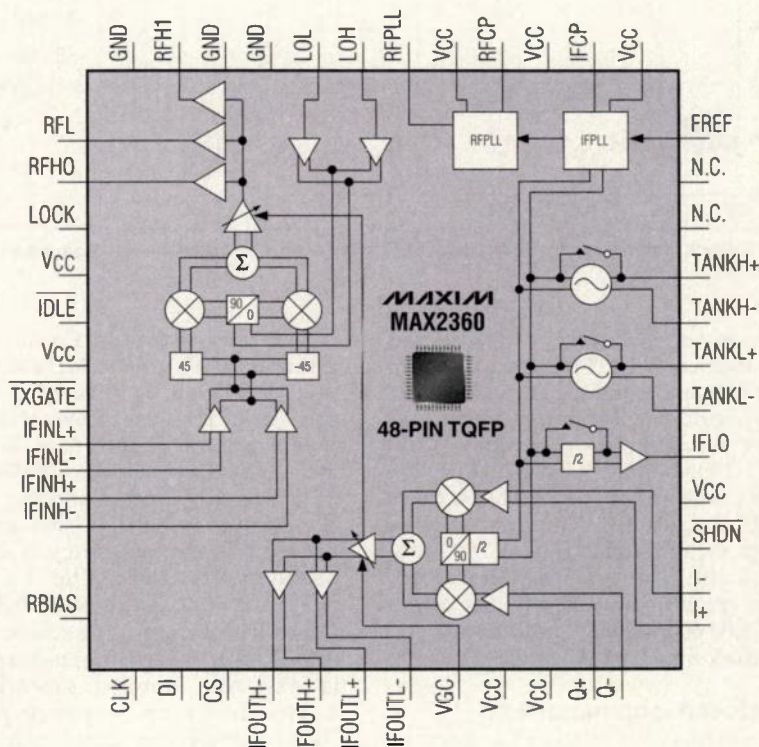 GND
RFH1
GND
GND
LOL
LOH
RFPLL
VCC
RFCP
VCC
IFCP
VCC
RFL
RFH0
LOCK
VCC
IDLE
VCC
TXGATE
IFINL+
IFINL-
IFINH+
IFINH-
RBIAS
RFPLL
IFPLL
Σ
90
0
45
-45
MAXIM
MAX2360
48-PIN TQFP
/2
0
90
/2
Σ
FREF
N.C.
N.C.
TANKH+
TANKH-
TANKL+
TANKL-
IFLO
VCC
SHDN
I-
I+
CLK
DI
CS
IFOUTH-
IFOUTH+
IFOUTL+
IFOUTL-
VGC
VCC
VCC
Q+
Q-